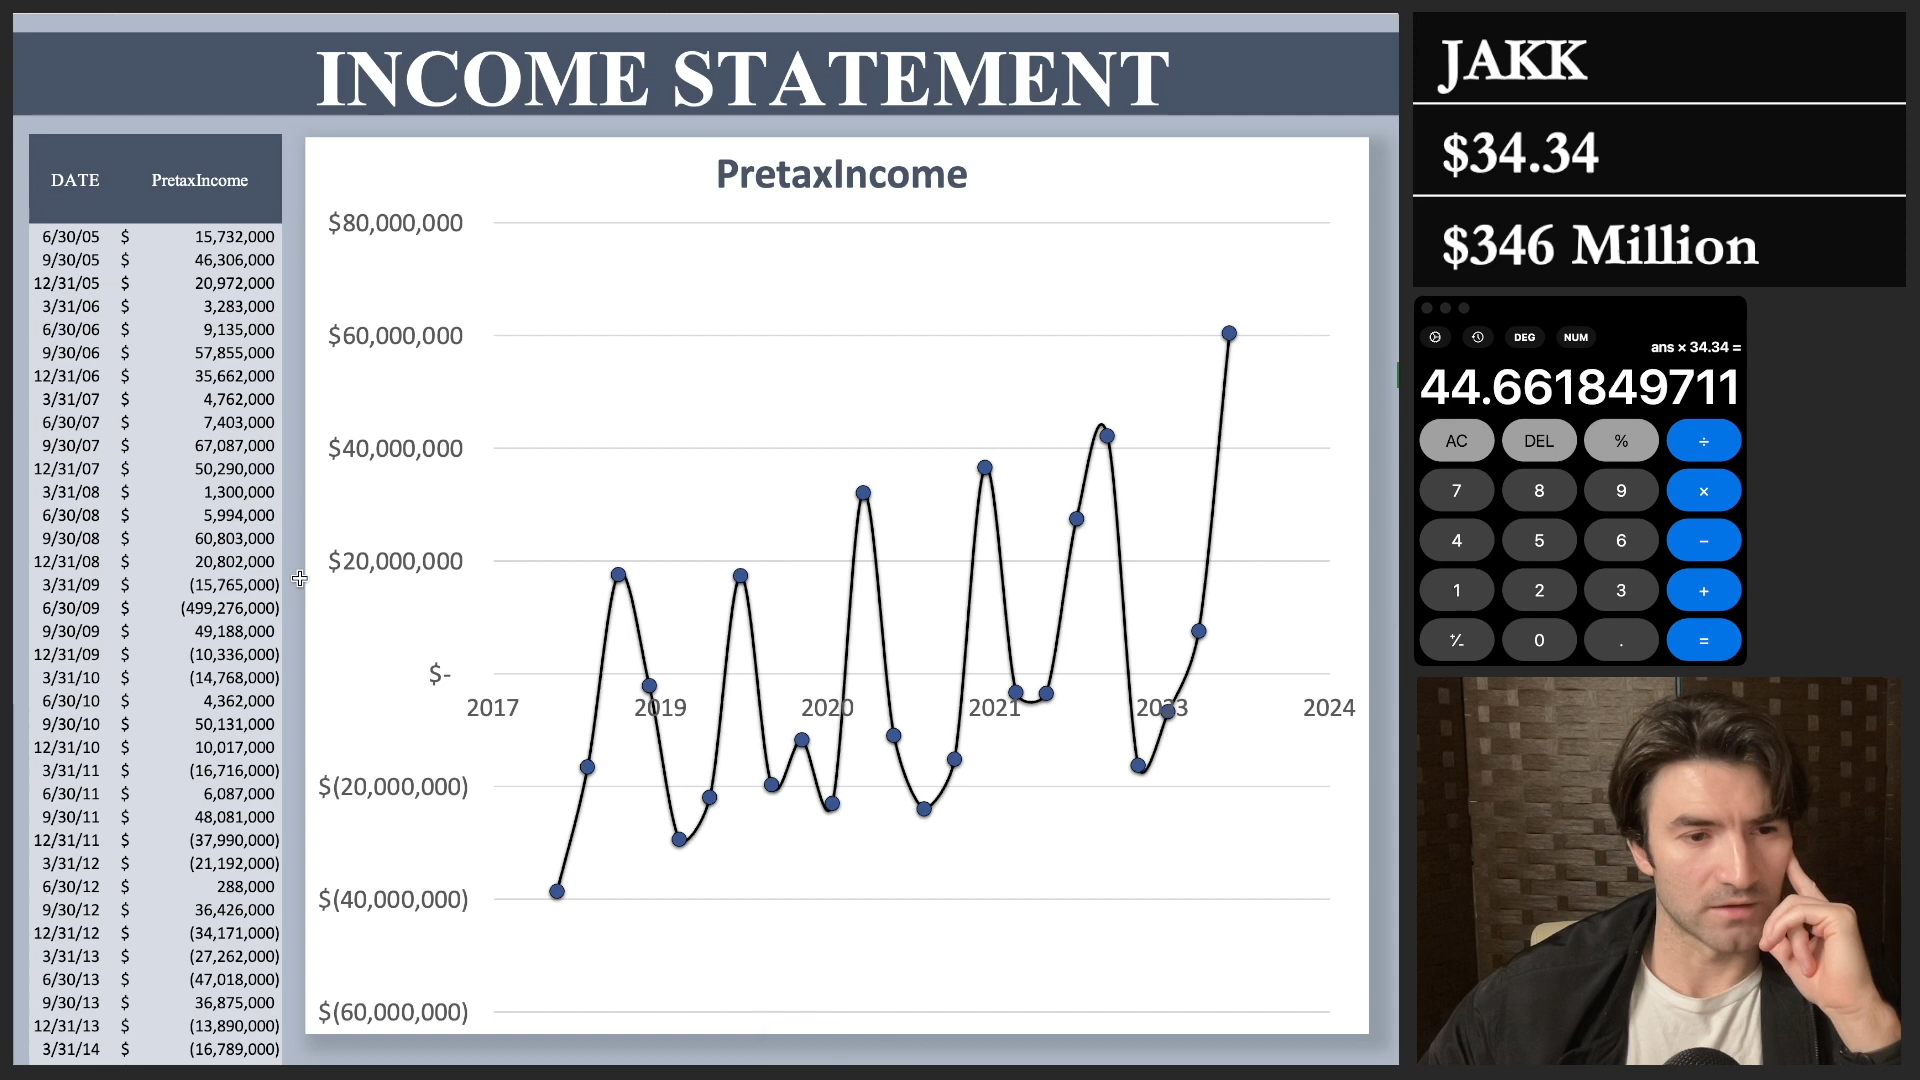 INCOME STATEMENT
DATE PretaxIncome
6/30/05 $ 15,732,000
9/30/05 $ 46,306,000
12/31/05 $ 20,972,000
3/31/06 $ 3,283,000
6/30/06 $ 9,135,000
9/30/06 $ 57,855,000
12/31/06 $ 35,662,000
3/31/07 $ 4,762,000
6/30/07 $ 7,403,000
9/30/07 $ 67,087,000
12/31/07 $ 50,290,000
3/31/08 $ 1,300,000
6/30/08 $ 5,994,000
9/30/08 $ 60,803,000
12/31/08 $ 20,802,000
3/31/09 $ (15,765,000)
6/30/09 $ (499,276,000)
9/30/09 $ 49,188,000
12/31/09 $ (10,336,000)
3/31/10 $ (14,768,000)
6/30/10 $ 4,362,000
9/30/10 $ 50,131,000
12/31/10 $ 10,017,000
3/31/11 $ (16,716,000)
6/30/11 $ 6,087,000
9/30/11 $ 48,081,000
12/31/11 $ (37,990,000)
3/31/12 $ (21,192,000)
6/30/12 $ 288,000
9/30/12 $ 36,426,000
12/31/12 $ (34,171,000)
3/31/13 $ (27,262,000)
6/30/13 $ (47,018,000)
9/30/13 $ 36,875,000
12/31/13 $ (13,890,000)
3/31/14 $ (16,789,000)
PretaxIncome
$80,000,000
$60,000,000
$40,000,000
$20,000,000
$-
2017 2019 2020 2021 2023 2024
$(20,000,000)
$(40,000,000)
$(60,000,000)
JAKK
$34.34
$346 Million
DEG NUM
ans × 34.34 =
44.661849711
AC DEL % ÷
7 8 9 ×
4 5 6 −
1 2 3 +
+/− 0 . =